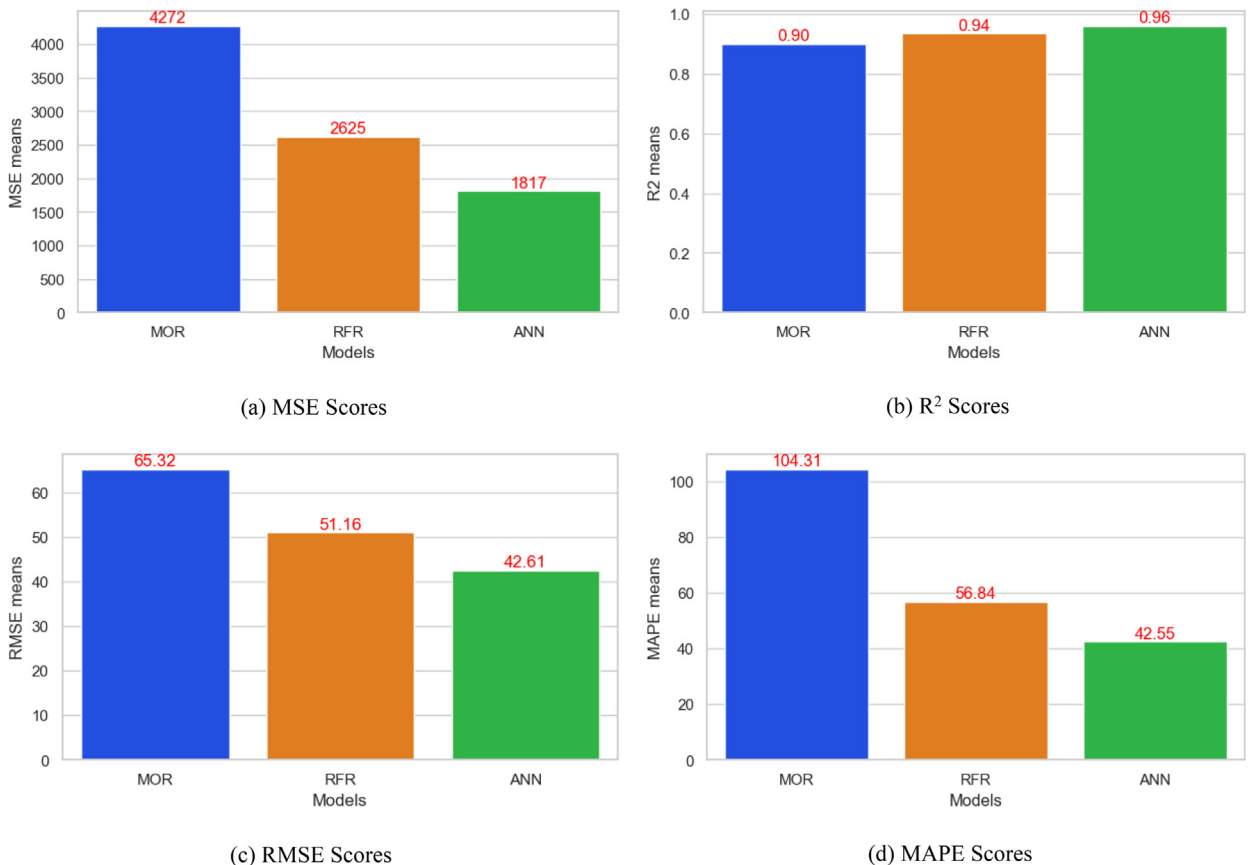 4272
4000
3500
3000
2625
2500
2000
1817
1500
1000
500
0
MSE means
MOR RFR ANN
Models
(a) MSE Scores
1.0
0.96
0.94
0.90
0.8
0.6
0.4
0.2
0.0
R2 means
MOR RFR ANN
Models
(b) R² Scores
65.32
60
51.16
50
42.61
40
30
20
10
0
RMSE means
MOR RFR ANN
Models
(c) RMSE Scores
104.31
100
80
60
56.84
42.55
40
20
0
MAPE means
MOR RFR ANN
Models
(d) MAPE Scores